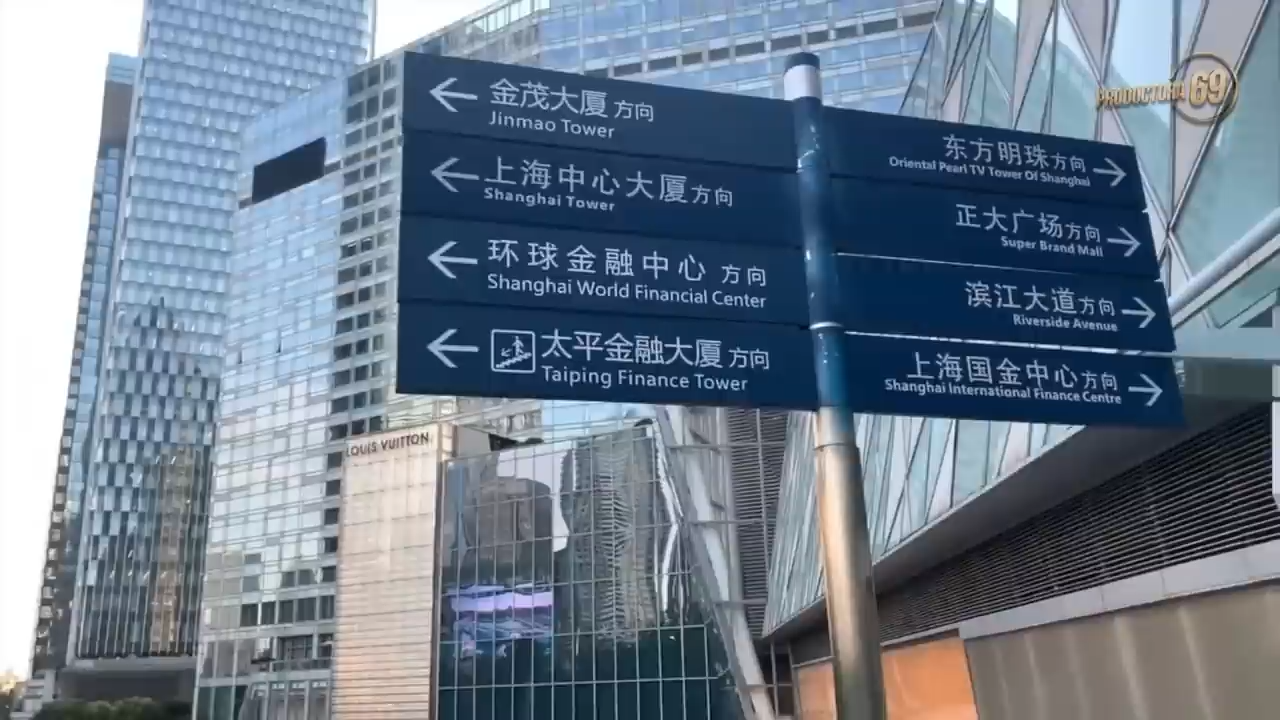 金茂大厦 方向
Jinmao Tower
上海中心大厦 方向
Shanghai Tower
环球金融中心 方向
Shanghai World Financial Center
太平金融大厦 方向
Taiping Finance Tower
东方明珠 方向
Oriental Pearl TV Tower Of Shanghai
正大广场 方向
Super Brand Mall
滨江大道 方向
Riverside Avenue
上海国金中心 方向
Shanghai International Finance Centre
LOUIS VUITTON
PRODUCTORA 69